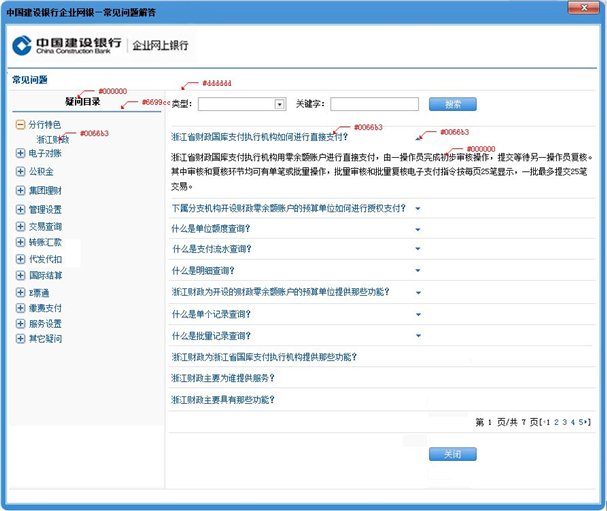 中国建设银行企业网银－常见问题解答
中国建设银行 企业网上银行
China Construction Bank
常见问题
#dddddd
#000000
疑问目录
#6699cc
类型：
关键字：
搜索
分行特色
#0066b3
浙江财政
电子对账
公积金
集团理财
管理设置
交易查询
转账汇款
代发代扣
国际结算
E票通
缴费支付
服务设置
其它疑问
#0066b3
#0066b3
浙江省财政国库支付执行机构如何进行直接支付？
#000000
浙江省财政国库支付执行机构用零余额账户进行直接支付，由一操作员完成初步审核操作，提交等待另一操作员复核。
其中审核和复核环节均可有单笔或批量操作，批量审核和批量复核电子支付指令按每页25笔显示，一批最多提交25笔
交易。
下属分支机构开设财政零余额账户的预算单位如何进行授权支付？
什么是单位额度查询？
什么是支付流水查询？
什么是明细查询？
浙江财政为开设的财政零余额账户的预算单位提供那些功能？
什么是单个记录查询？
什么是批量记录查询？
浙江财政为浙江省国库支付执行机构提供那些功能？
浙江财政主要为谁提供服务？
浙江财政主要具有那些功能？
第 1 页/共 7 页[1 2 3 4 5]
关闭